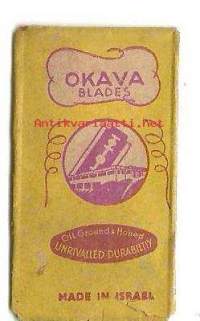 OKAVA
BLADES
Antikvariaatti.net
Oil Ground & Honed
UNRIVALLED DURABILITY
MADE IN ISRAEL